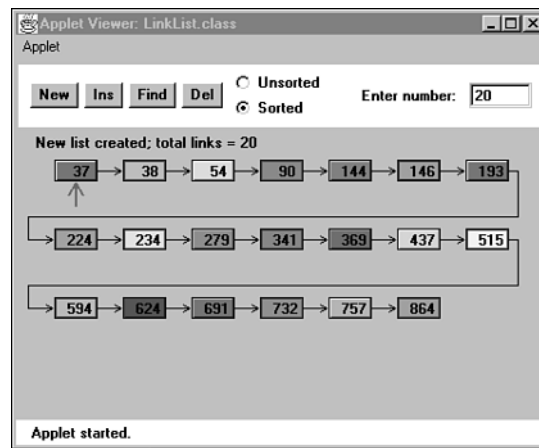 Applet Viewer: LinkList.class
Applet
New Ins Find Del Unsorted Sorted Enter number: 20
New list created; total links = 20
37 38 54 90 144 146 193
224 234 279 341 369 437 515
594 624 691 732 757 864
Applet started.